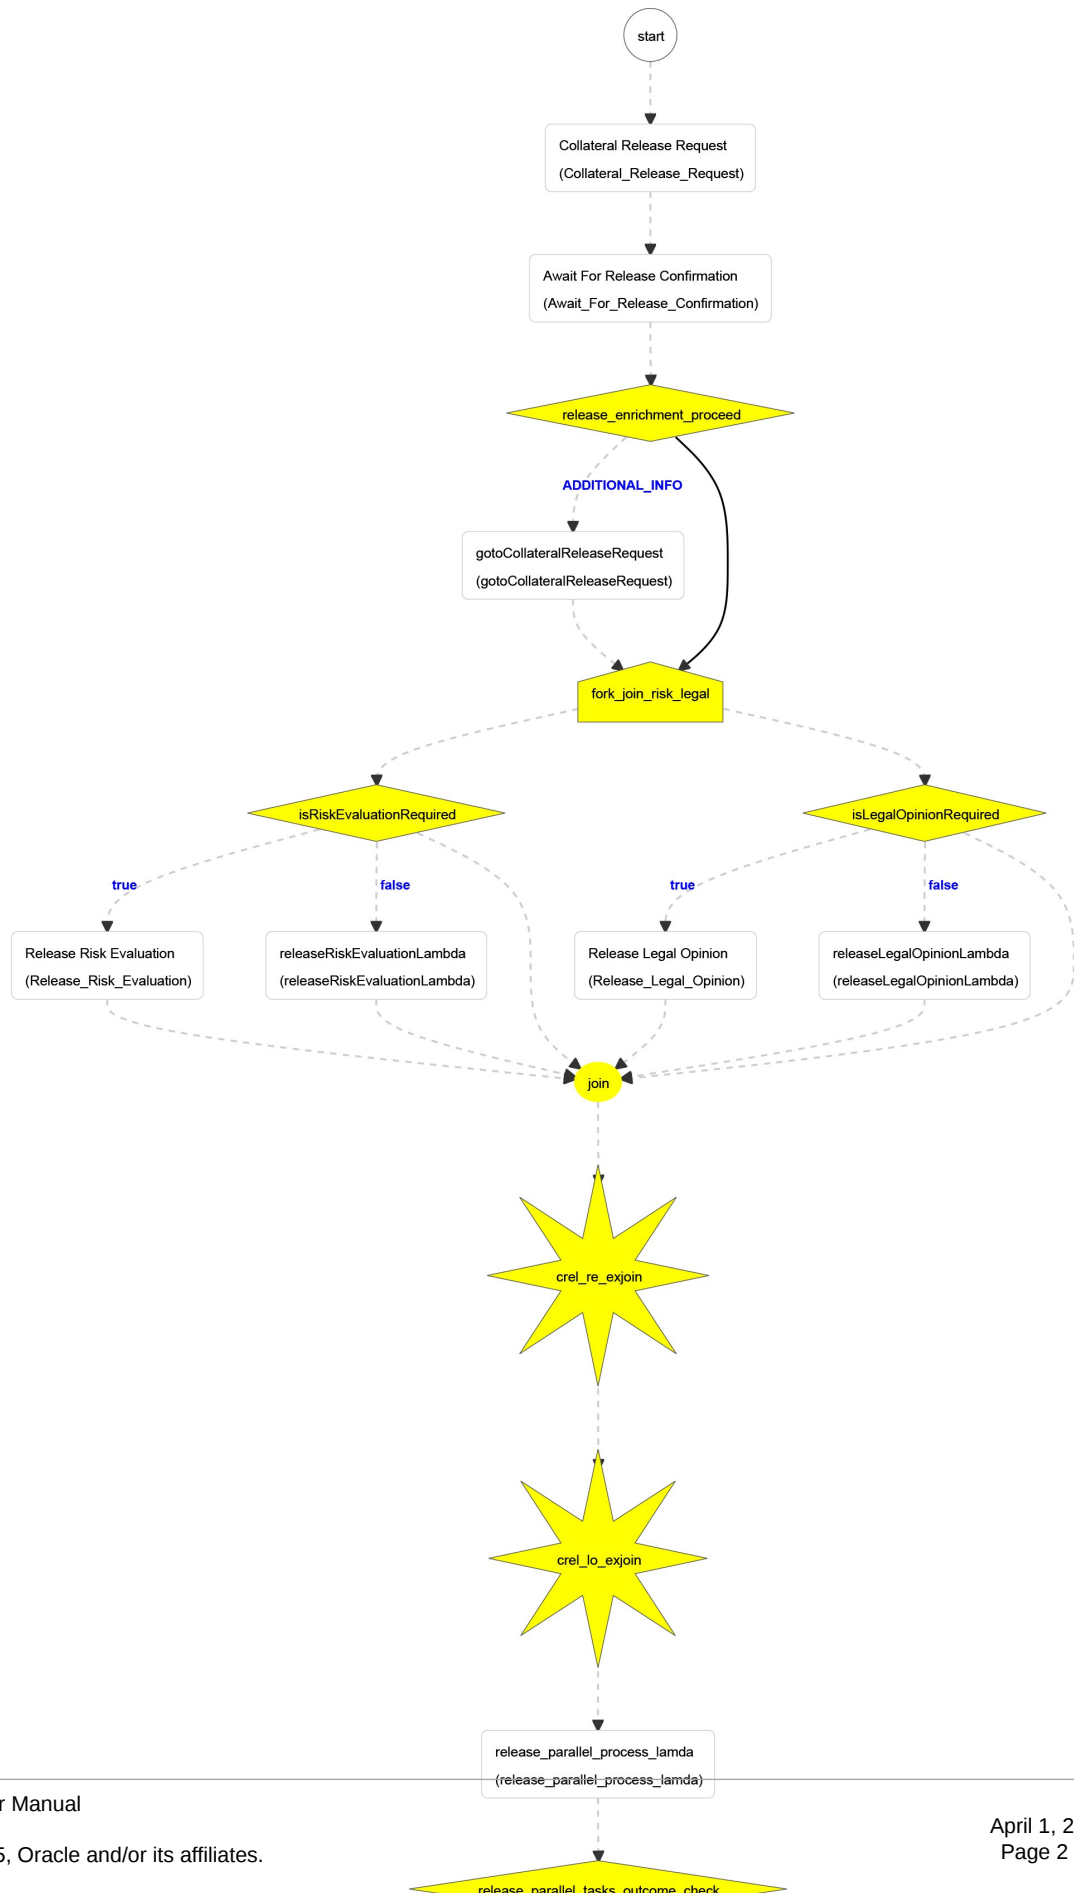 start
Collateral Release Request
(Collateral_Release_Request)
Await For Release Confirmation
(Await_For_Release_Confirmation)
release_enrichment_proceed
ADDITIONAL_INFO
gotoCollateralReleaseRequest
(gotoCollateralReleaseRequest)
fork_join_risk_legal
isRiskEvaluationRequired
isLegalOpinionRequired
true
false
true
false
Release Risk Evaluation
(Release_Risk_Evaluation)
releaseRiskEvaluationLambda
(releaseRiskEvaluationLambda)
Release Legal Opinion
(Release_Legal_Opinion)
releaseLegalOpinionLambda
(releaseLegalOpinionLambda)
join
crel_re_exjoin
crel_lo_exjoin
release_parallel_process_lamda
(release_parallel_process_lamda)
r Manual
April 1, 2
5, Oracle and/or its affiliates.
Page 2
release_parallel_tasks_outcome_check